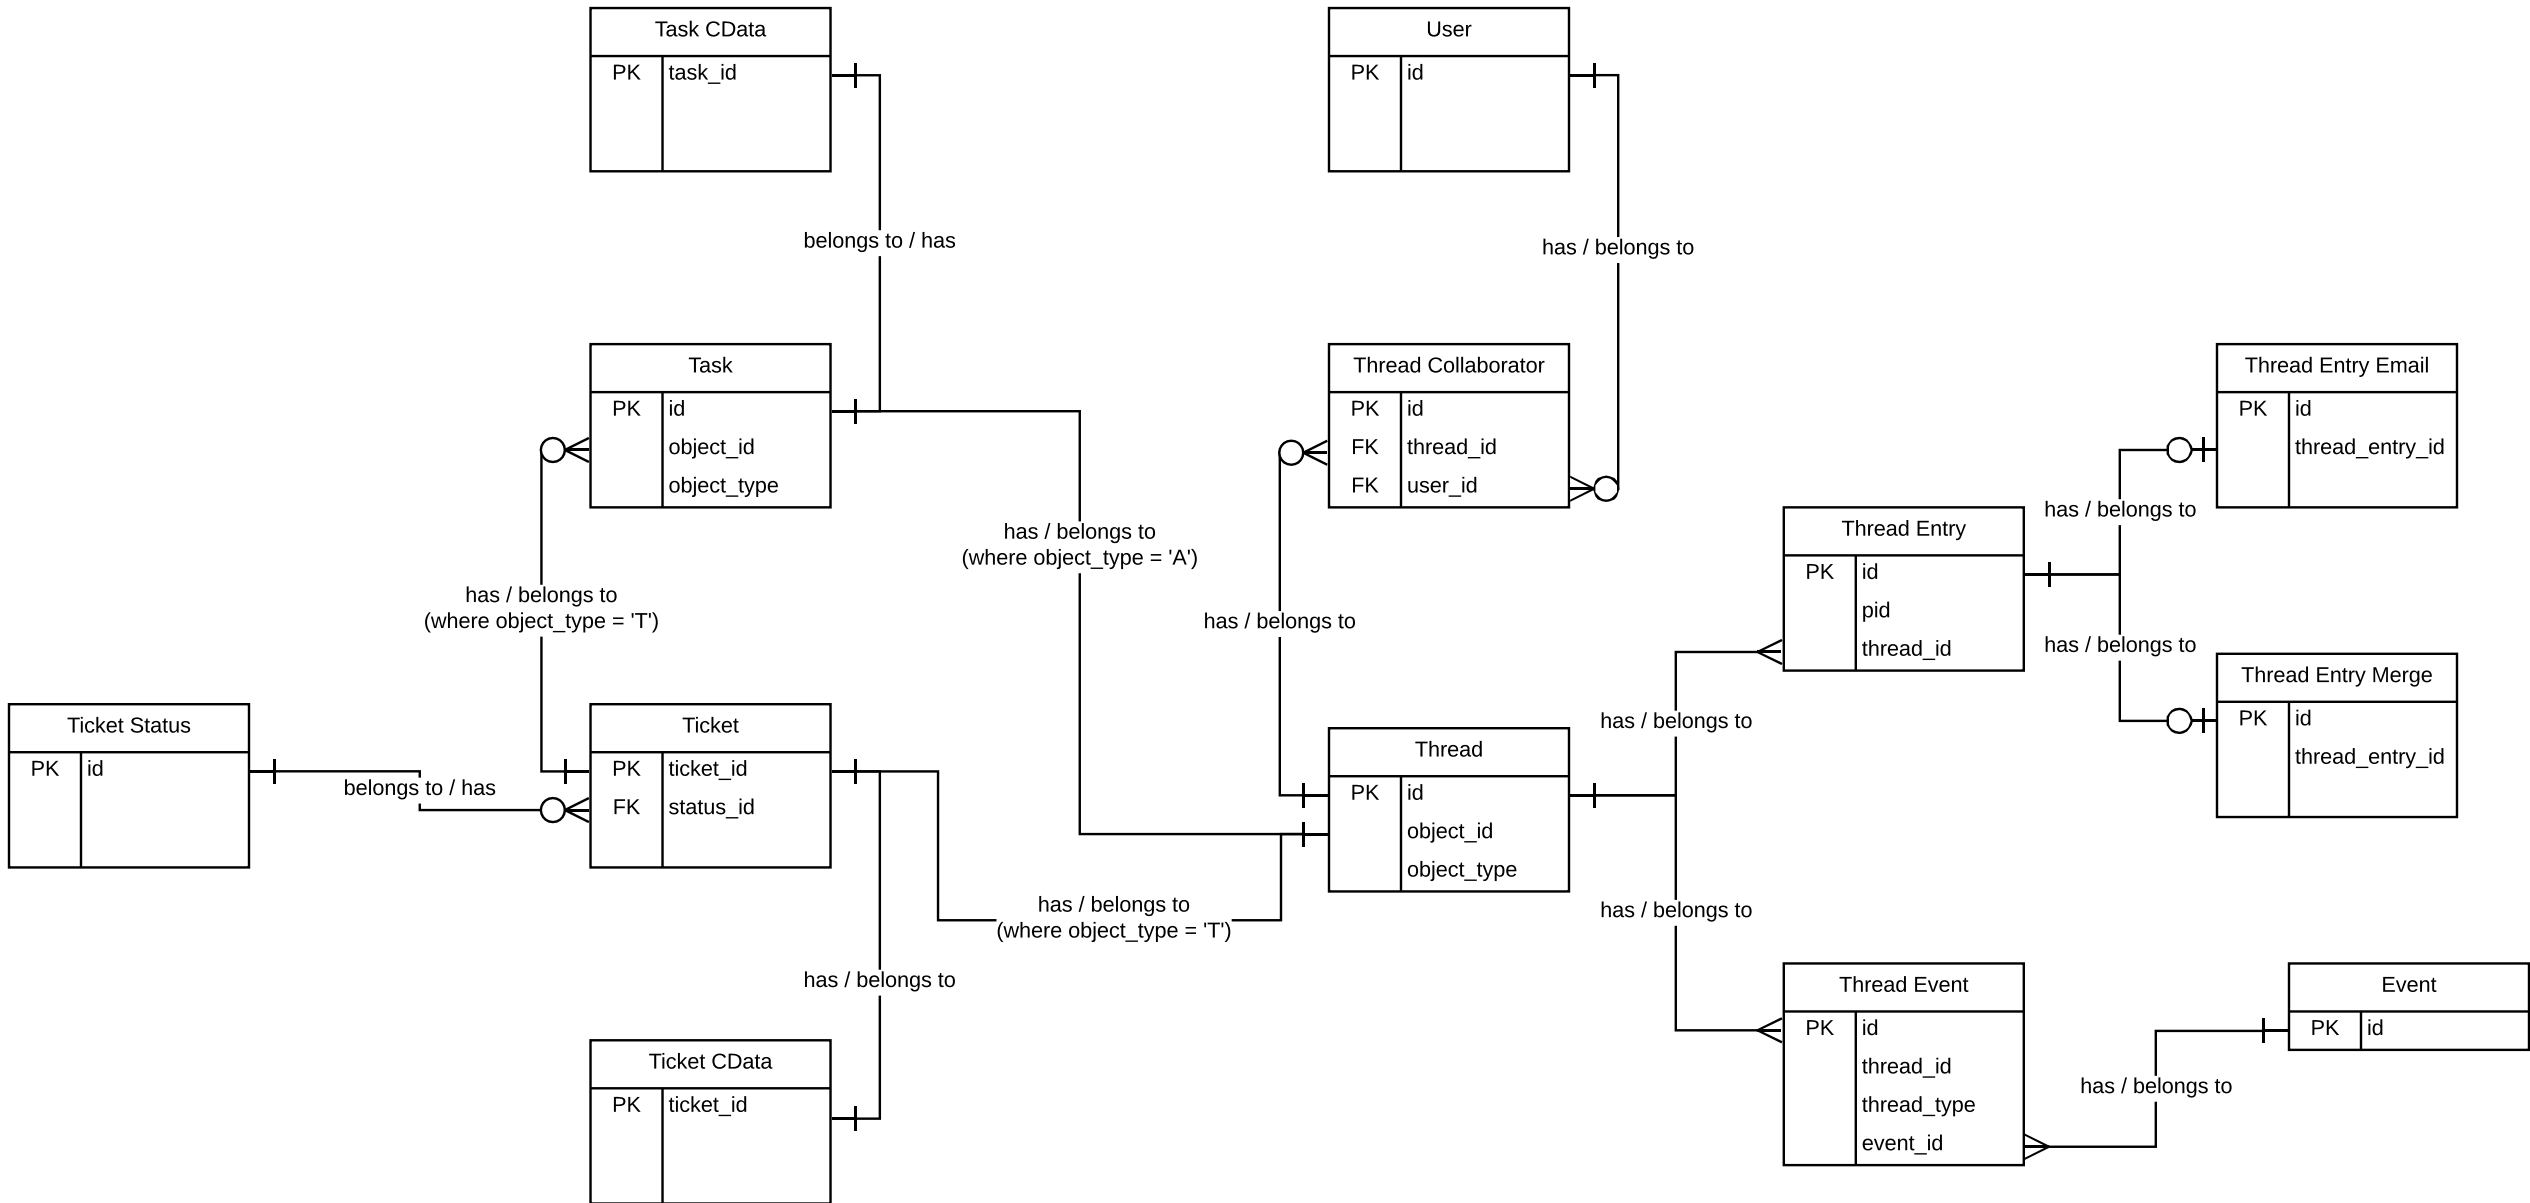 Task CData
PK task_id
User
PK id
belongs to / has
has / belongs to
Task
PK id
object_id
object_type
Thread Collaborator
PK id
FK thread_id
FK user_id
Thread Entry Email
PK id
thread_entry_id
has / belongs to
(where object_type = 'A')
has / belongs to
Thread Entry
PK id
pid
thread_id
has / belongs to
(where object_type = 'T')
has / belongs to
has / belongs to
Thread Entry Merge
PK id
thread_entry_id
Ticket Status
PK id
belongs to / has
Ticket
PK ticket_id
FK status_id
has / belongs to
Thread
PK id
object_id
object_type
has / belongs to
(where object_type = 'T')
has / belongs to
has / belongs to
Thread Event
PK id
thread_id
thread_type
event_id
Event
PK id
has / belongs to
Ticket CData
PK ticket_id